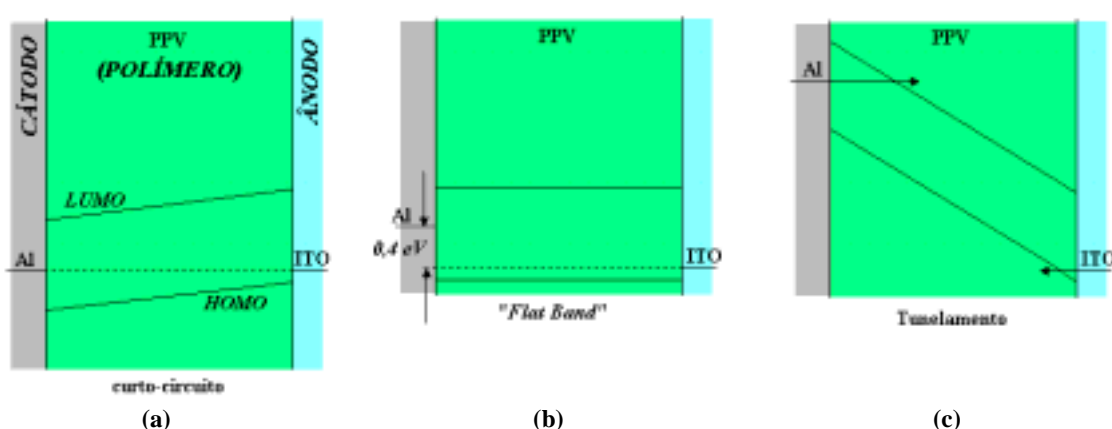 CÁTODO
PPV
(POLÍMERO)
ÂNODO
LUMO
Al
ITO
HOMO
curto-circuito
(a)
PPV
Al
0,4 eV
ITO
"Flat Band"
(b)
PPV
Al
ITO
Tunelamento
(c)